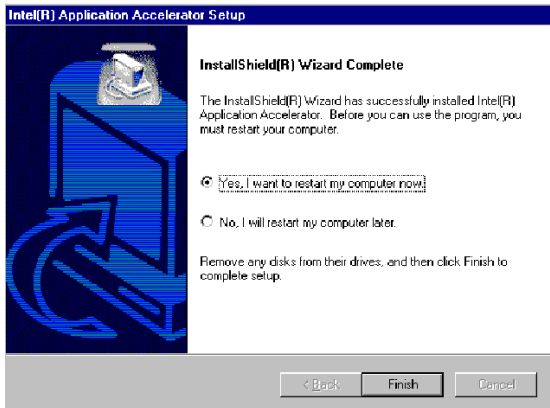 Intel(R) Application Accelerator Setup
InstallShield(R) Wizard Complete
The InstallShield(R) Wizard has successfully installed Intel(R)
Application Accelerator. Before you can use the program, you
must restart your computer.
Yes, I want to restart my computer now.
No, I will restart my computer later.
Remove any disks from their drives, and then click Finish to
complete setup.
< Back
Finish
Cancel